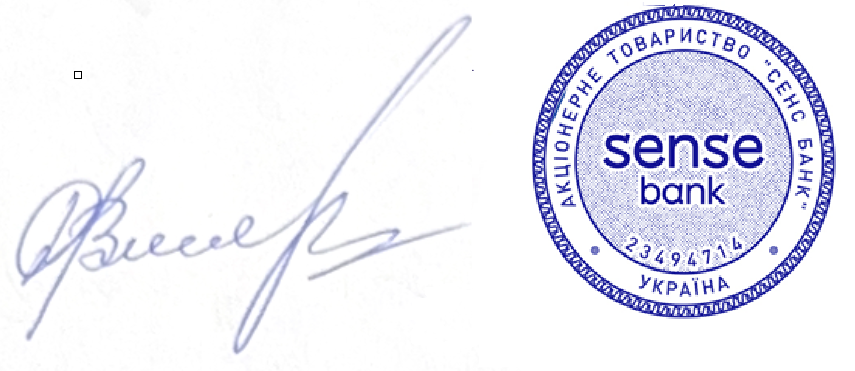 АКЦІОНЕРНЕ ТОВАРИСТВО "СЕНС БАНК"
sense
bank
23494714
УКРАЇНА